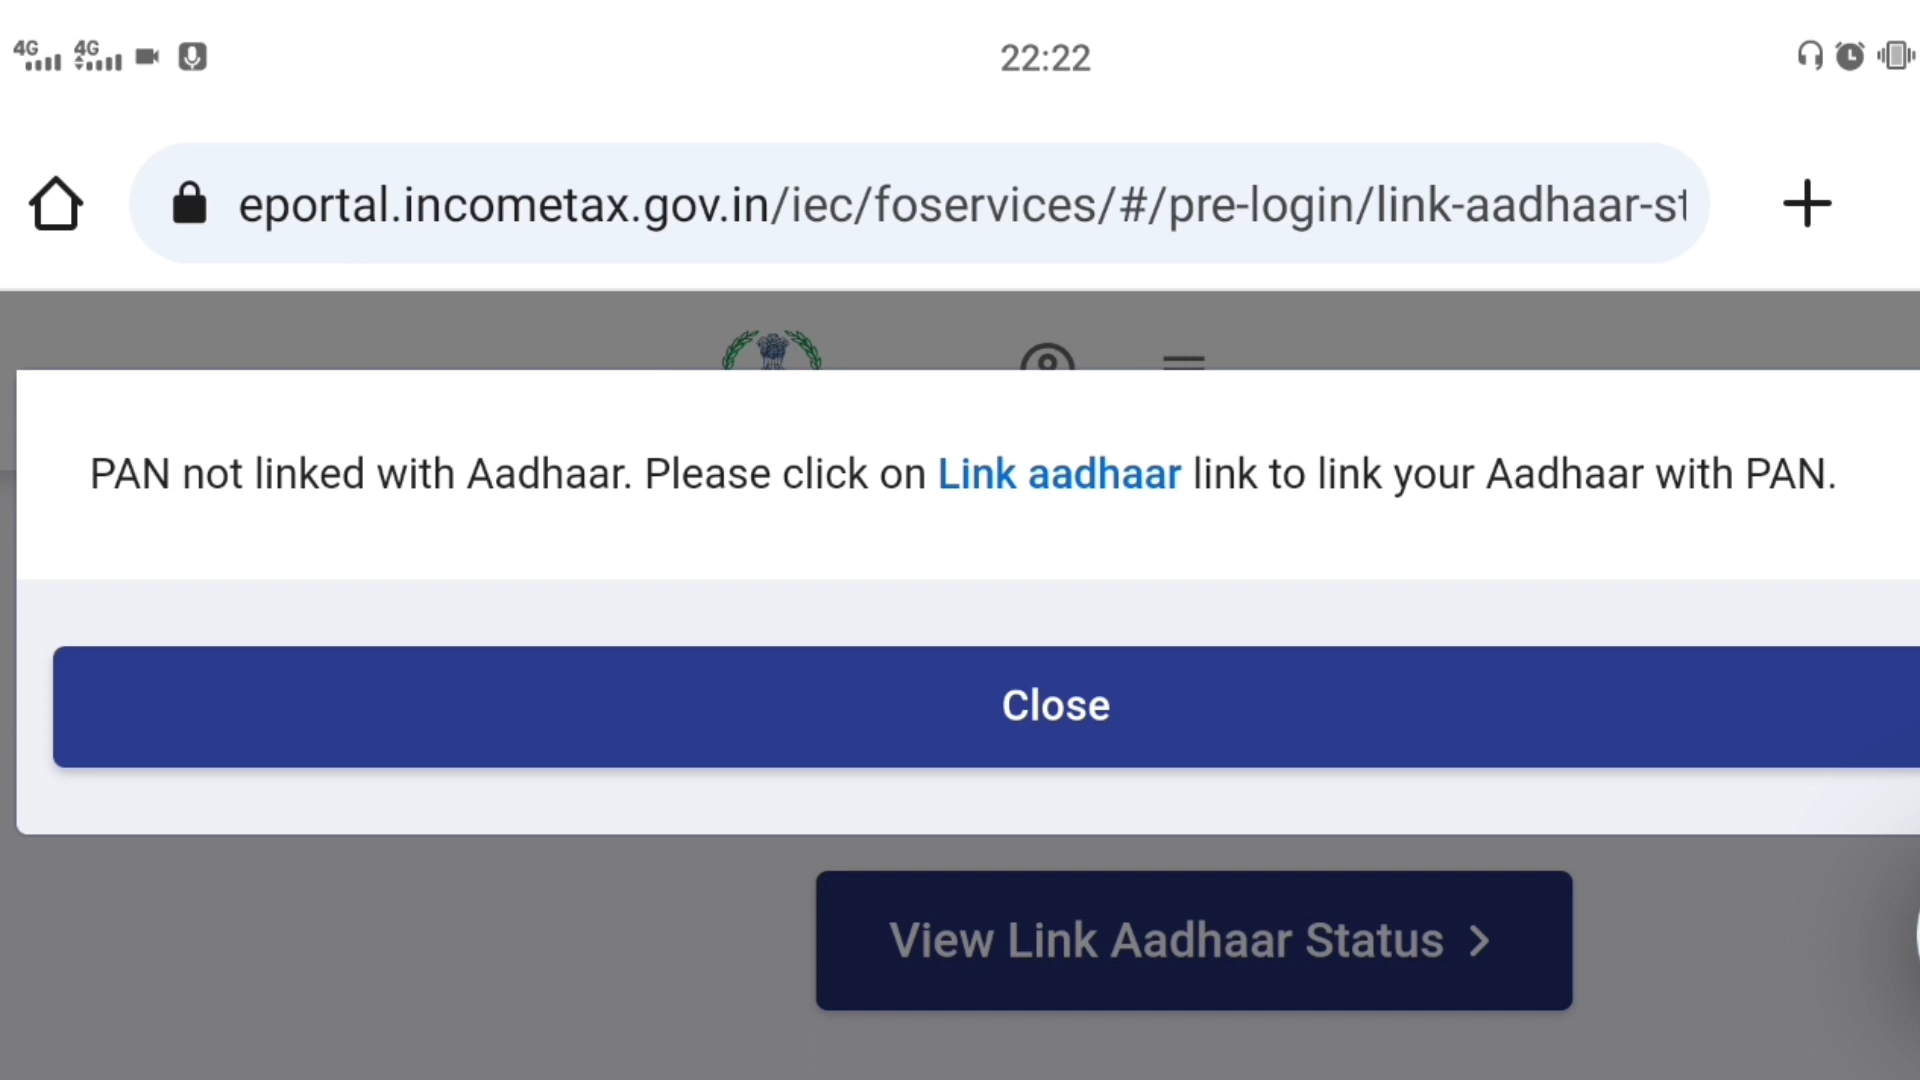 4G 4G 22:22
eportal.incometax.gov.in/iec/foservices/#/pre-login/link-aadhaar-st
PAN not linked with Aadhaar. Please click on Link aadhaar link to link your Aadhaar with PAN.
Close
View Link Aadhaar Status >